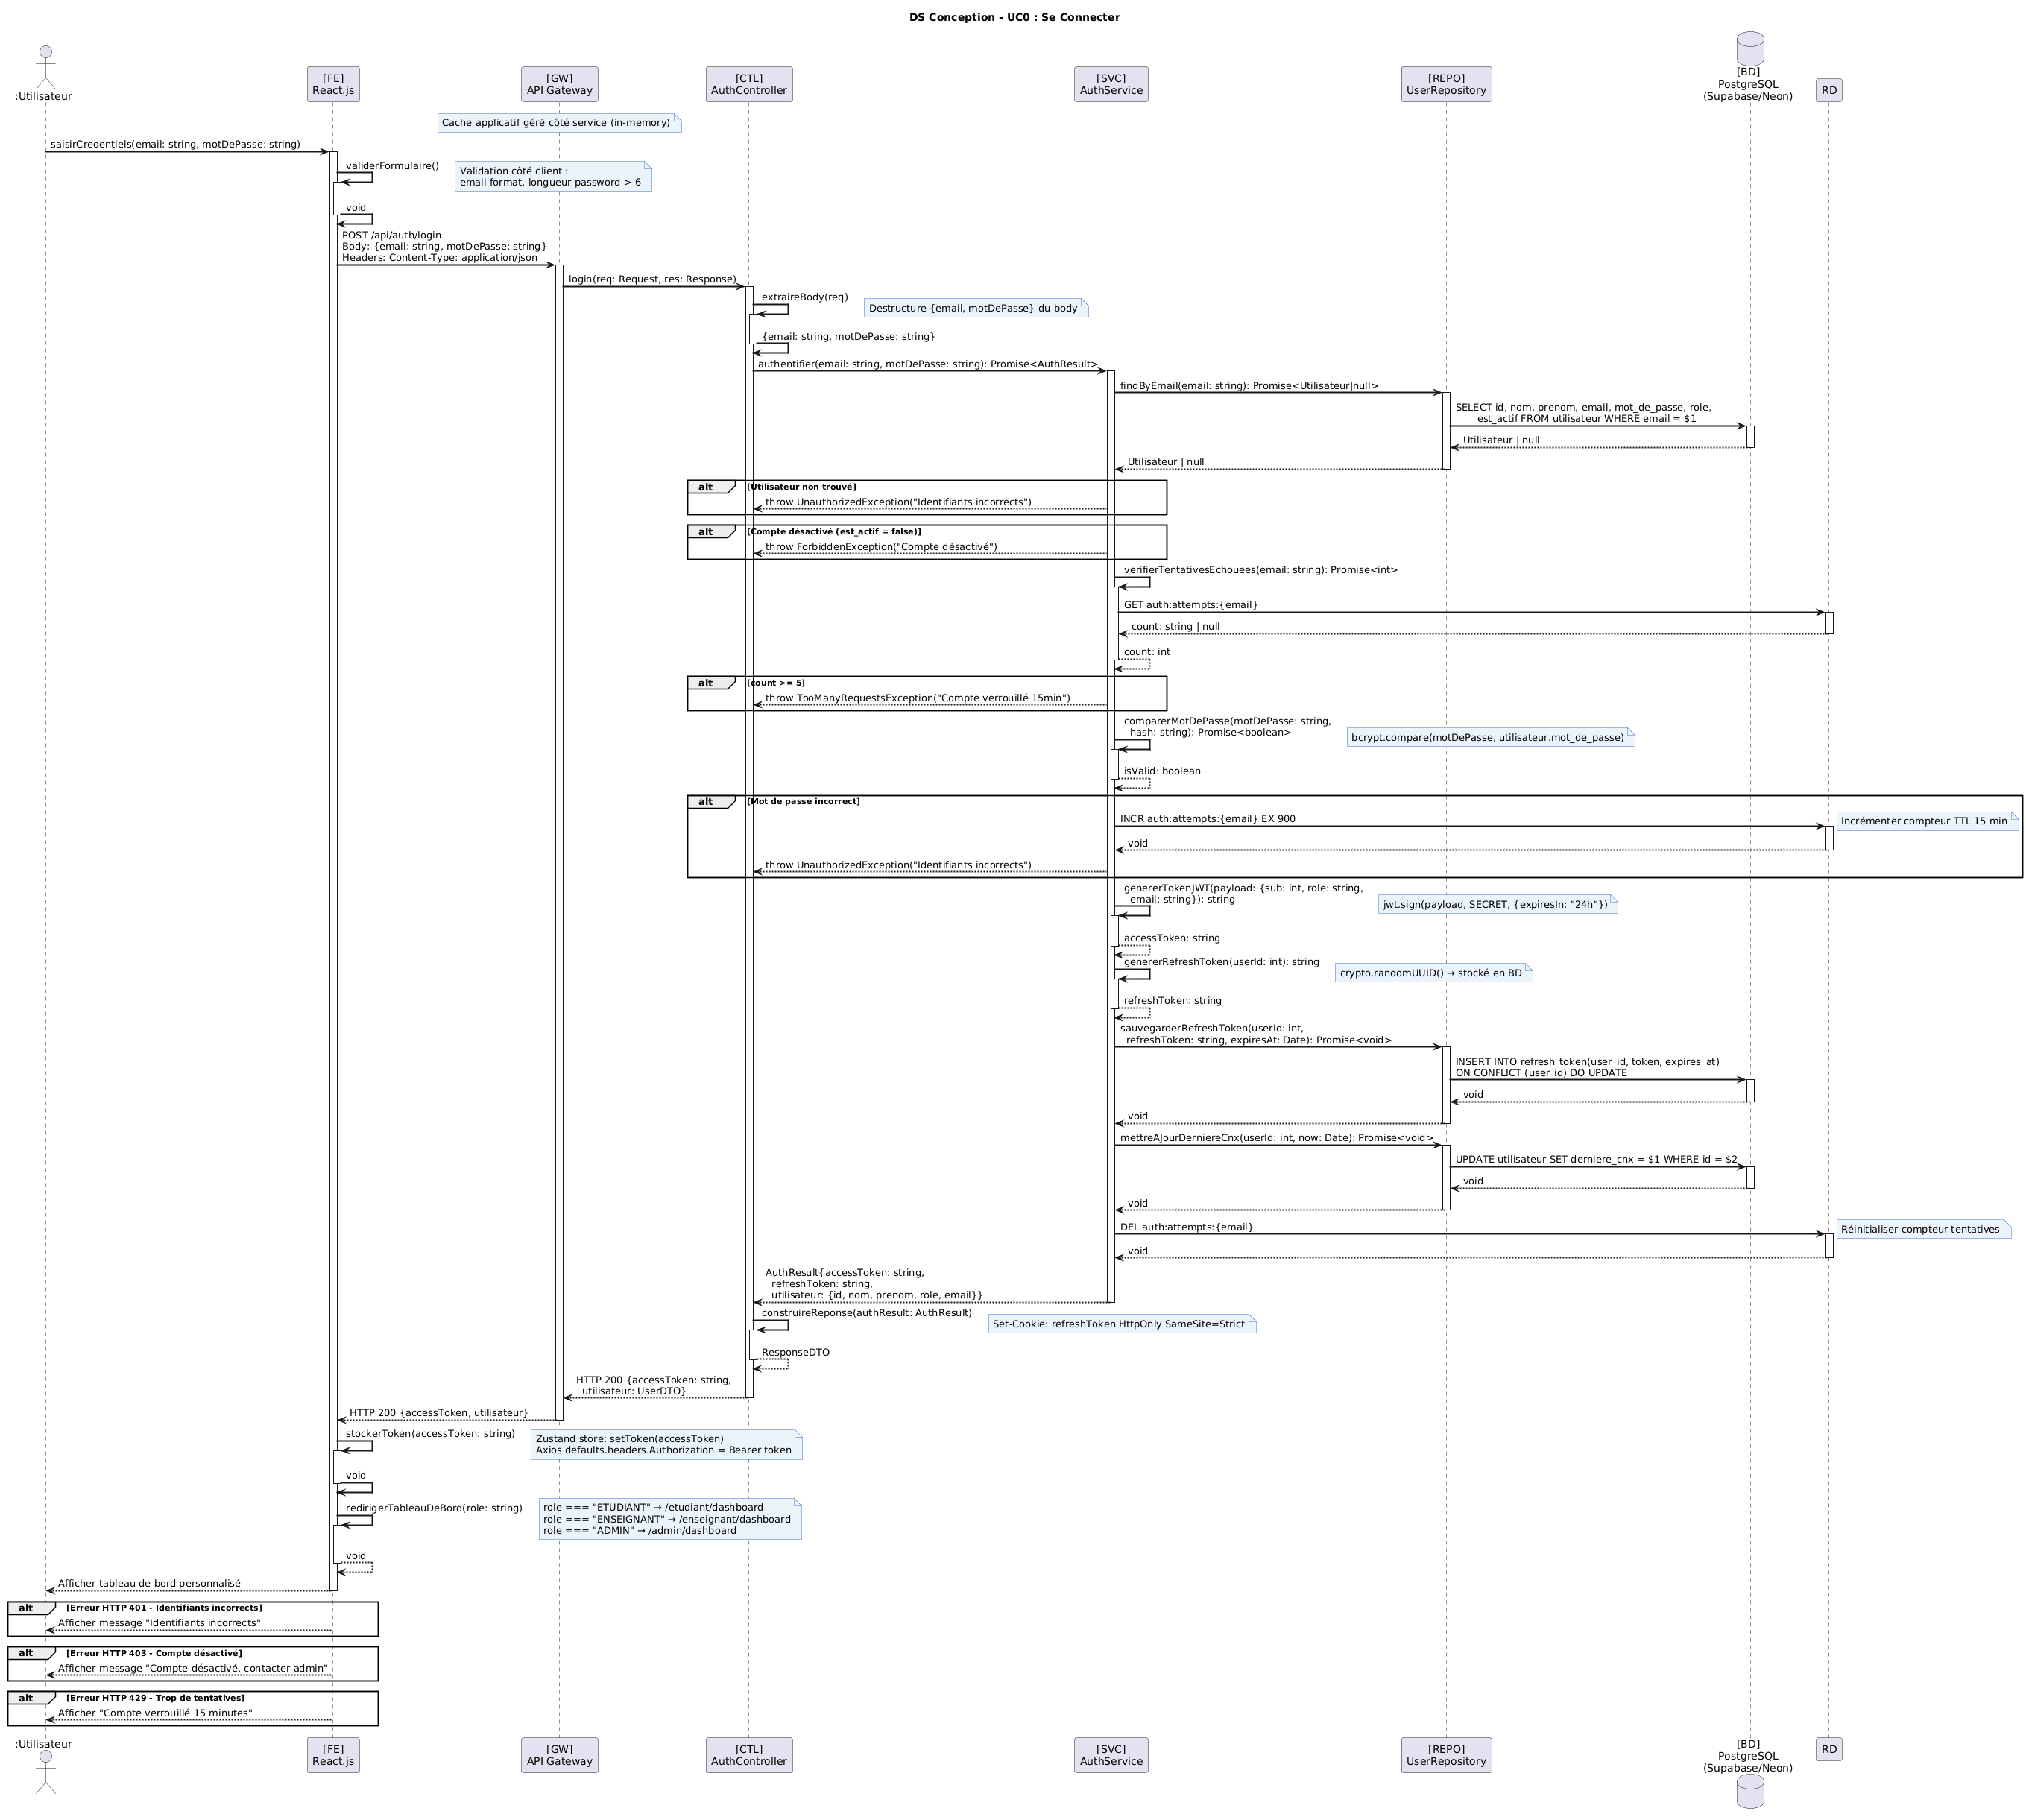 DS Conception - UC0 : Se Connecter
:Utilisateur
[FE]
React.js
[GW]
API Gateway
[CTL]
AuthController
[SVC]
AuthService
[REPO]
UserRepository
[BD]
PostgreSQL
(Supabase/Neon)
RD
Cache applicatif géré côté service (in-memory)
saisirCredentials(email: string, motDePasse: string)
validerFormulaire()
Validation côté client :
email format, longueur password > 6
void
POST /api/auth/login
Body: {email: string, motDePasse: string}
Headers: Content-Type: application/json
login(req: Request, res: Response)
extraireBody(req)
Destructure {email, motDePasse} du body
{email: string, motDePasse: string}
authentifier(email: string, motDePasse: string): Promise<AuthResult>
findByEmail(email: string): Promise<Utilisateur|null>
SELECT id, nom, prenom, email, mot_de_passe, role,
est_actif FROM utilisateur WHERE email = $1
Utilisateur | null
Utilisateur | null
alt [Utilisateur non trouvé]
throw UnauthorizedException("Identifiants incorrects")
alt [Compte désactivé (est_actif = false)]
throw ForbiddenException("Compte désactivé")
verifierTentativesEchouees(email: string): Promise<int>
GET auth:attempts:{email}
count: string | null
count: int
alt [count >= 5]
throw TooManyRequestsException("Compte verrouillé 15min")
comparerMotDePasse(motDePasse: string,
hash: string): Promise<boolean>
bcrypt.compare(motDePasse, utilisateur.mot_de_passe)
isValid: boolean
alt [Mot de passe incorrect]
INCR auth:attempts:{email} EX 900
Incrémenter compteur TTL 15 min
void
throw UnauthorizedException("Identifiants incorrects")
genererTokenJWT(payload: {sub: int, role: string,
email: string}): string
jwt.sign(payload, SECRET, {expiresIn: "24h"})
accessToken: string
genererRefreshToken(userId: int): string
crypto.randomUUID() → stocké en BD
refreshToken: string
sauvegarderRefreshToken(userId: int,
refreshToken: string, expiresAt: Date): Promise<void>
INSERT INTO refresh_token(user_id, token, expires_at)
ON CONFLICT (user_id) DO UPDATE
void
void
mettreAJourDerniereCnx(userId: int, now: Date): Promise<void>
UPDATE utilisateur SET derniere_cnx = $1 WHERE id = $2
void
void
DEL auth:attempts:{email}
Réinitialiser compteur tentatives
void
AuthResult{accessToken: string,
refreshToken: string,
utilisateur: {id, nom, prenom, role, email}}
construireReponse(authResult: AuthResult)
Set-Cookie: refreshToken HttpOnly SameSite=Strict
ResponseDTO
HTTP 200 {accessToken: string,
utilisateur: UserDTO}
HTTP 200 {accessToken, utilisateur}
stockerToken(accessToken: string)
Zustand store: setToken(accessToken)
Axios defaults.headers.Authorization = Bearer token
void
redirigerTableauDeBord(role: string)
role === "ETUDIANT" → /etudiant/dashboard
role === "ENSEIGNANT" → /enseignant/dashboard
role === "ADMIN" → /admin/dashboard
void
Afficher tableau de bord personnalisé
alt [Erreur HTTP 401 - Identifiants incorrects]
Afficher message "Identifiants incorrects"
alt [Erreur HTTP 403 - Compte désactivé]
Afficher message "Compte désactivé, contacter admin"
alt [Erreur HTTP 429 - Trop de tentatives]
Afficher "Compte verrouillé 15 minutes"
:Utilisateur
[FE]
React.js
[GW]
API Gateway
[CTL]
AuthController
[SVC]
AuthService
[REPO]
UserRepository
[BD]
PostgreSQL
(Supabase/Neon)
RD